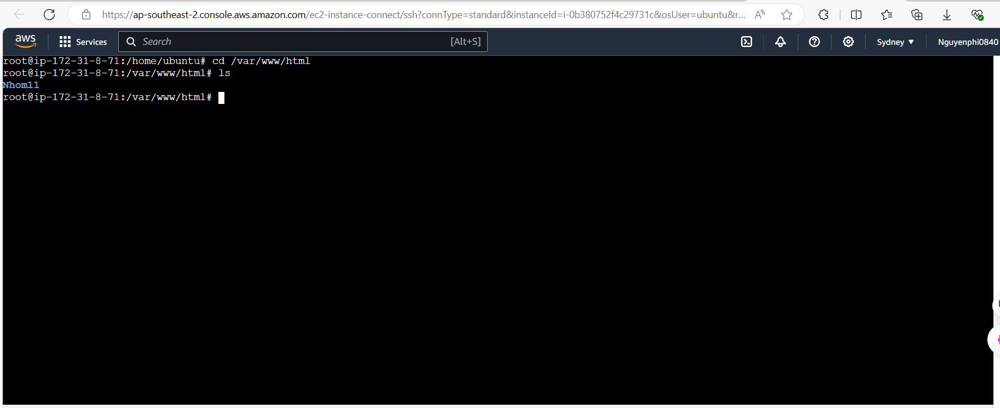 https://ap-southeast-2.console.aws.amazon.com/ec2-instance-connect/ssh?connType=standard&instanceId=i-0b380752f4c29731c&osUser=ubuntu&r...
aws Services Search [Alt+S] Sydney Nguyenphi0840
root@ip-172-31-8-71:/home/ubuntu# cd /var/www/html
root@ip-172-31-8-71:/var/www/html# ls
Nhom11
root@ip-172-31-8-71:/var/www/html#